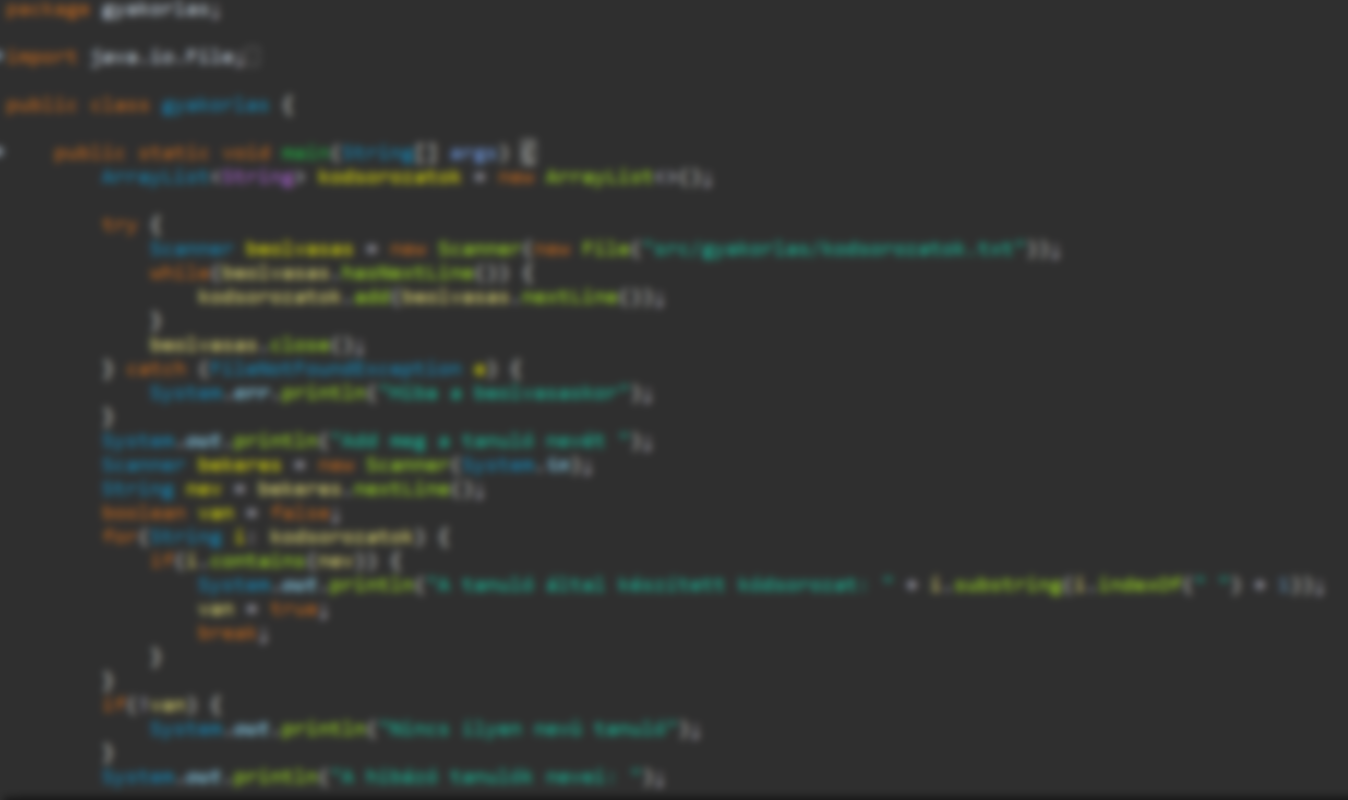 package gyakorlas;
import java.io.File;
public class gyakorlas {
public static void main(String[] args) {
ArrayList<String> kodsorozatok = new ArrayList<>();
try {
Scanner beolvasas = new Scanner(new File("src/gyakorlas/kodsorozatok.txt"));
while(beolvasas.hasNextLine()) {
kodsorozatok.add(beolvasas.nextLine());
}
beolvasas.close();
} catch (FileNotFoundException e) {
System.err.println("Hiba a beolvasaskor");
}
System.out.println("Add meg a tanuló nevét ");
Scanner bekeres = new Scanner(System.in);
String nev = bekeres.nextLine();
boolean van = false;
for(String i: kodsorozatok) {
if(i.contains(nev)) {
System.out.println("A tanuló által készített kódsorozat: " + i.substring(i.indexOf(" ") + 1));
van = true;
break;
}
}
if(!van) {
System.out.println("Nincs ilyen nevű tanuló");
}
System.out.println("A hibázó tanulók nevei: ");